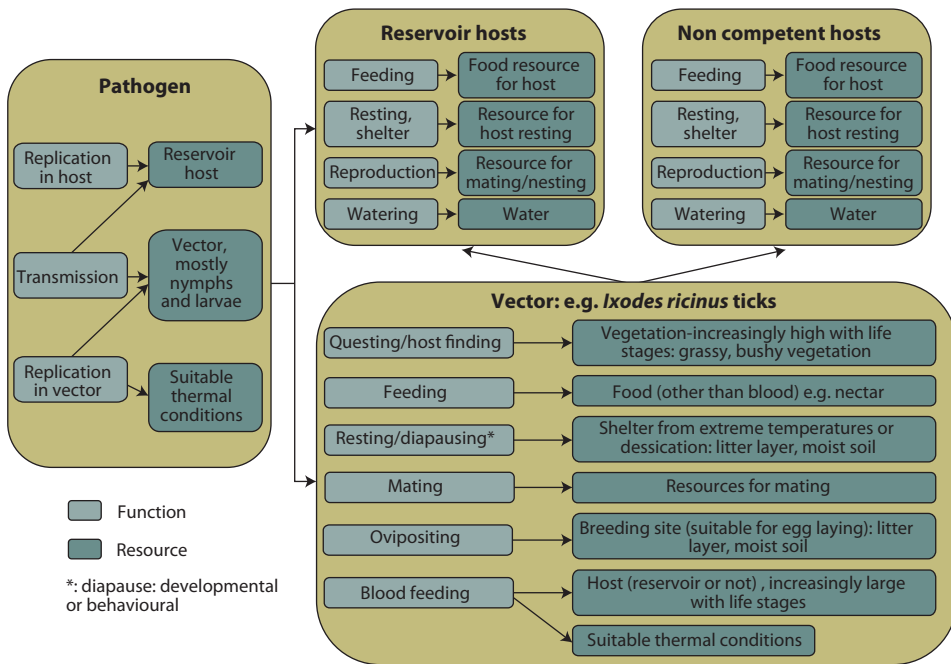 Pathogen
Replication
in host
Reservoir
host
Transmission
Vector,
mostly
nymphs
and larvae
Replication
in vector
Suitable
thermal
conditions
Function
Resource
*: diapause: developmental
or behavioural
Reservoir hosts
Feeding
Food resource
for host
Resting,
shelter
Resource for
host resting
Reproduction
Resource for
mating/nesting
Watering
Water
Non competent hosts
Feeding
Food resource
for host
Resting,
shelter
Resource for
host resting
Reproduction
Resource for
mating/nesting
Watering
Water
Vector: e.g. Ixodes ricinus ticks
Questing/host finding
Vegetation-increasingly high with life
stages: grassy, bushy vegetation
Feeding
Food (other than blood) e.g. nectar
Resting/diapausing*
Shelter from extreme temperatures or
dessication: litter layer, moist soil
Mating
Resources for mating
Ovipositing
Breeding site (suitable for egg laying): litter
layer, moist soil
Blood feeding
Host (reservoir or not) , increasingly large
with life stages
Suitable thermal conditions